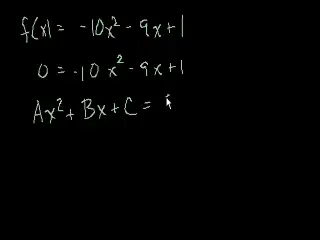 f(x) = -10x² - 9x + 1
0 = -10x² - 9x + 1
Ax² + Bx + C =